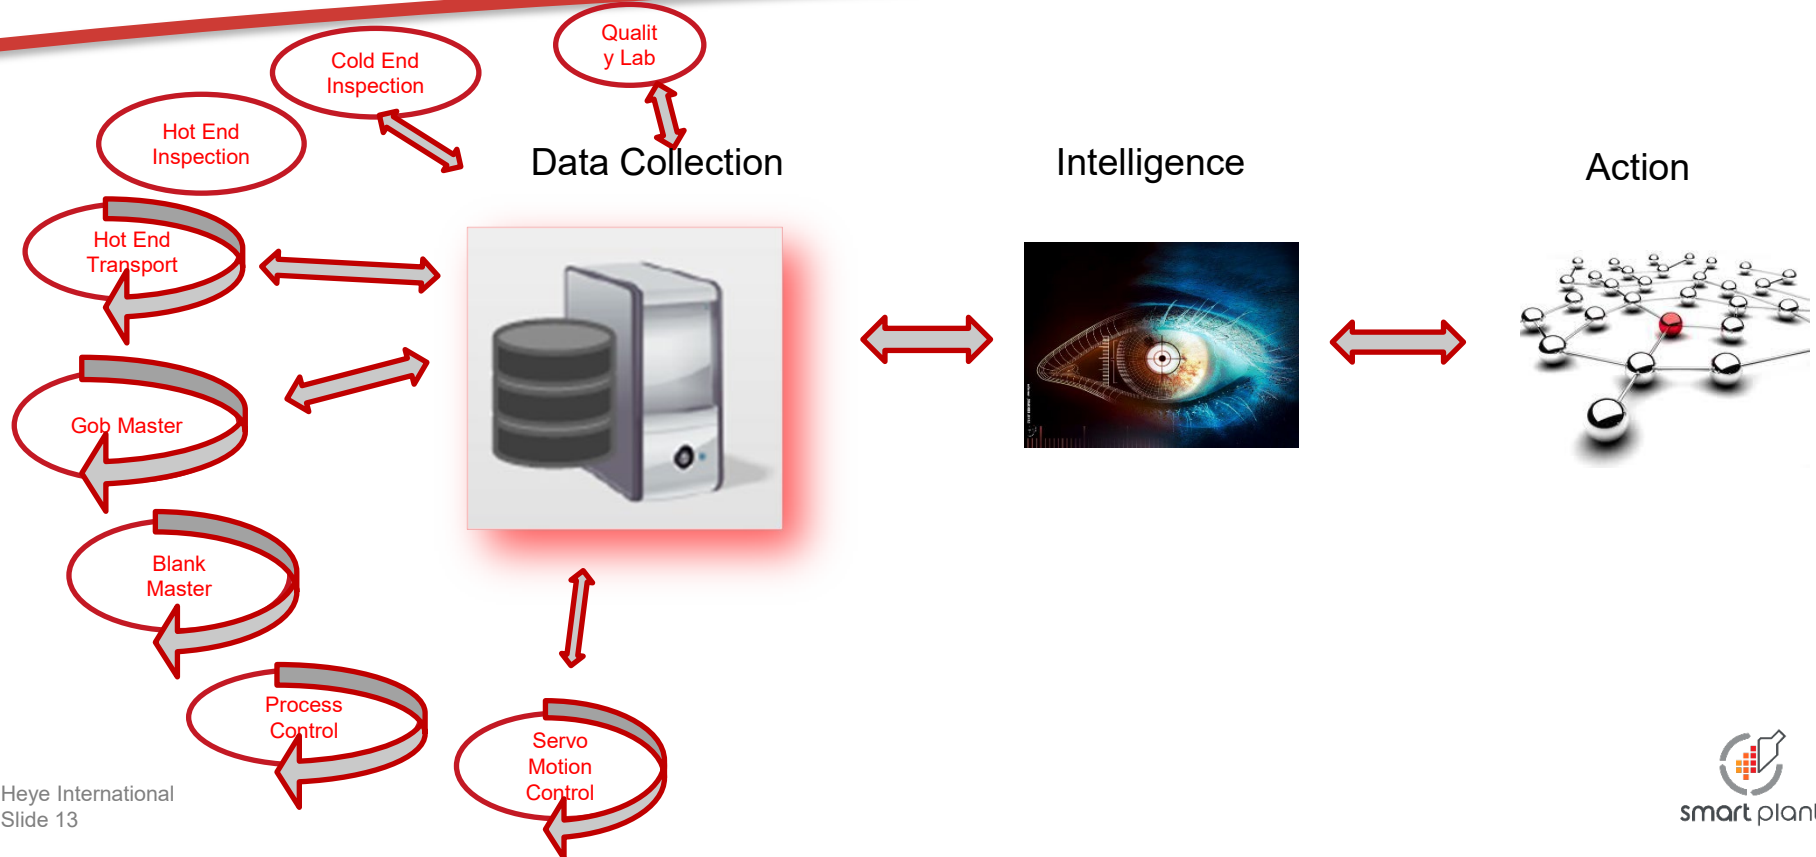 Qualit
y Lab
Cold End
Inspection
Hot End
Inspection
Data Collection
Intelligence
Action
Hot End
Transport
Gob Master
Blank
Master
Process
Control
Servo
Motion
Control
Heye International
Slide 13
smart plant